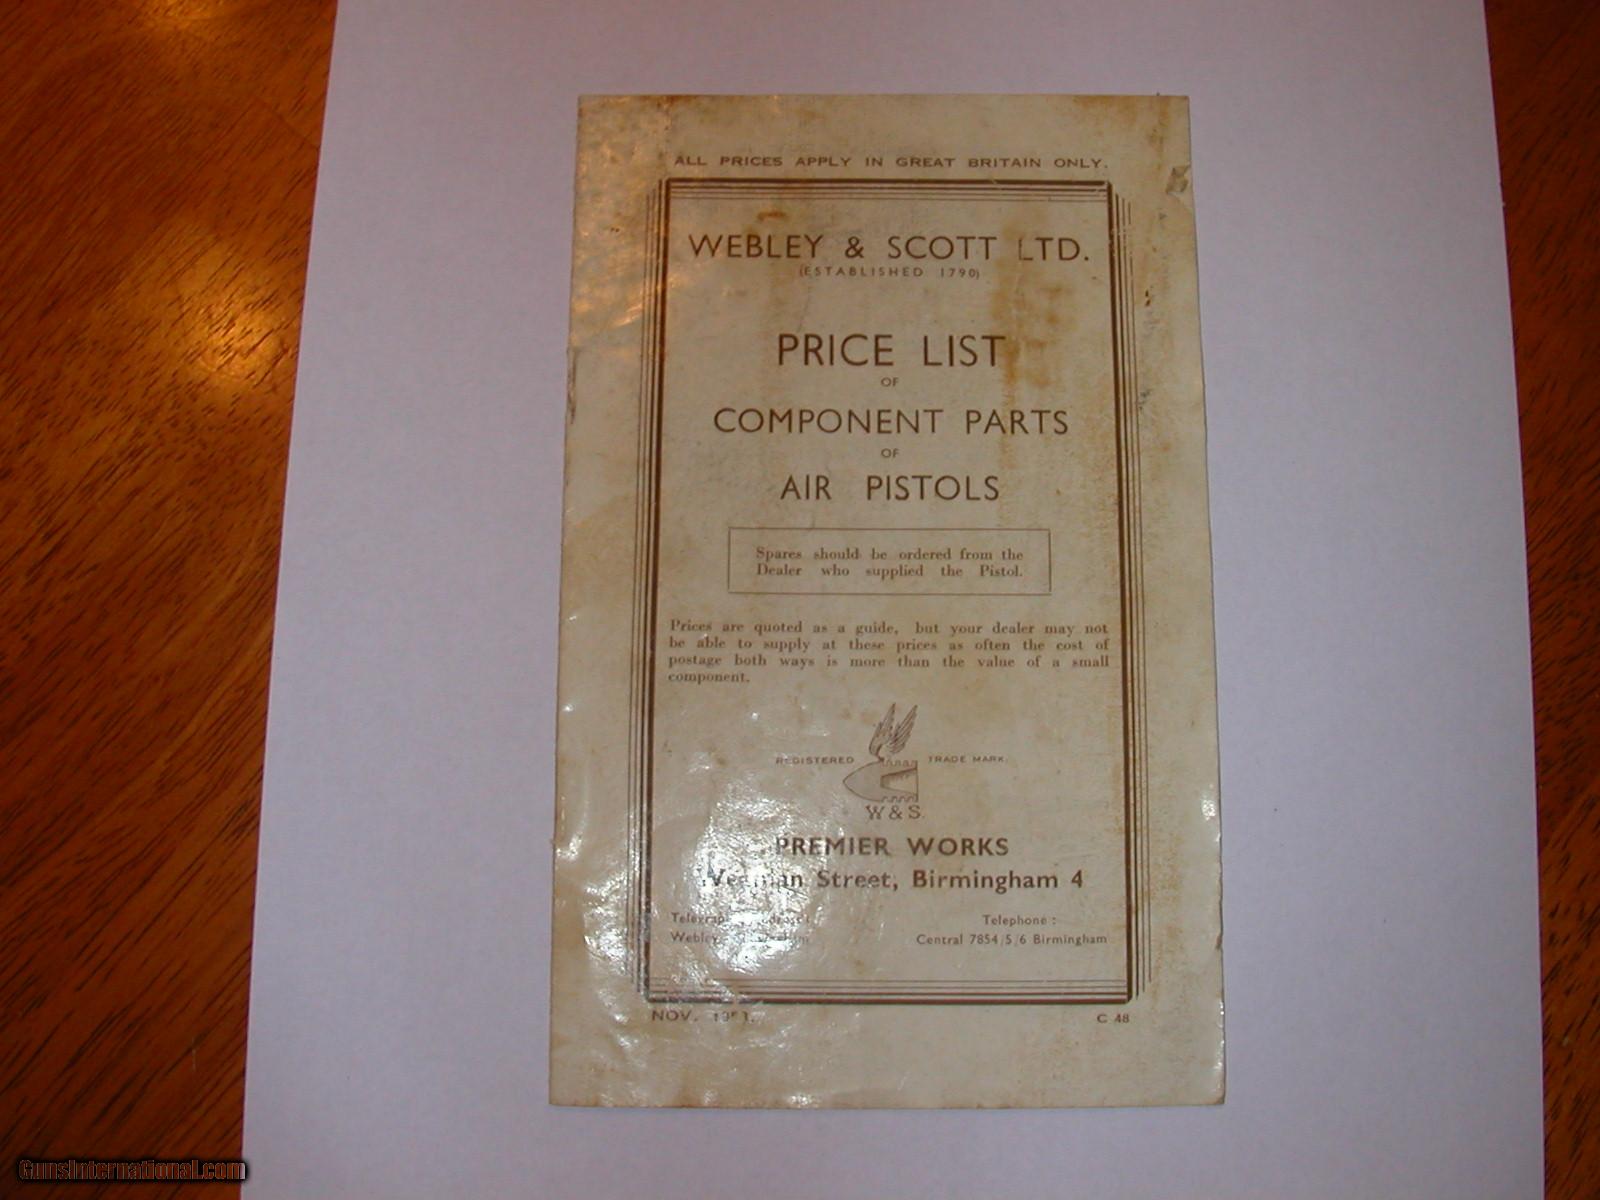 ALL PRICES APPLY IN GREAT BRITAIN ONLY.
WEBLEY & SCOTT LTD.
(ESTABLISHED 1790)
PRICE LIST
OF
COMPONENT PARTS
OF
AIR PISTOLS
Spares should be ordered from the
Dealer who supplied the Pistol.
Prices are quoted as a guide, but your dealer may not
be able to supply at these prices as often the cost of
postage both ways is more than the value of a small
component.
REGISTERED TRADE MARK.
W & S.
PREMIER WORKS
Street, Birmingham 4
Telephone :
Webley
Central 7854/5/6 Birmingham
NOV.
C 48
GunsInternational.com